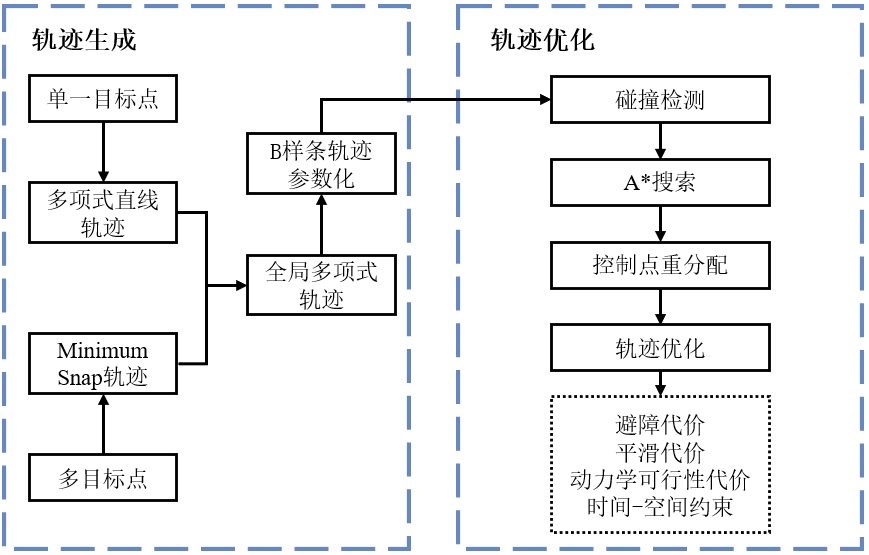 轨迹生成
单一目标点
多项式直线
轨迹
Minimum
Snap轨迹
多目标点
B样条轨迹
参数化
全局多项式
轨迹
轨迹优化
碰撞检测
A*搜索
控制点重分配
轨迹优化
避障代价
平滑代价
动力学可行性代价
时间-空间约束